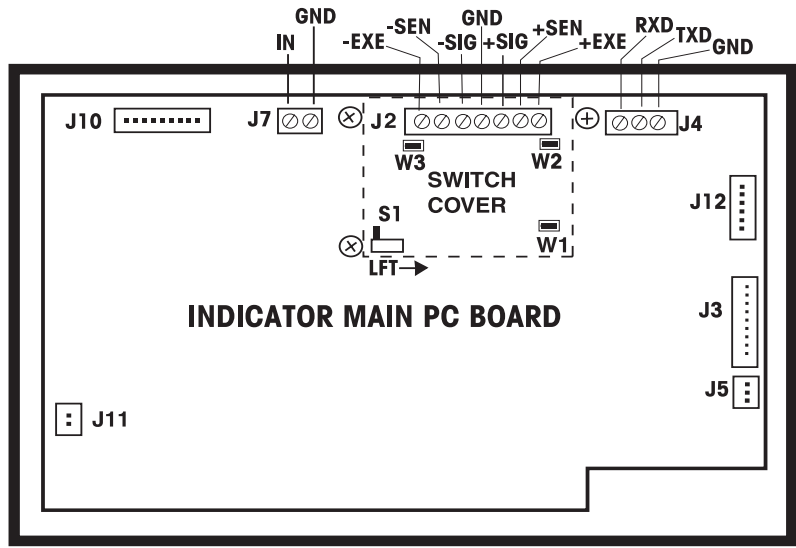 GND
IN
-EXE
-SEN
-SIG
GND
+SIG
+SEN
+EXE
RXD
TXD
GND
J10
J7
J2
J4
W3
W2
SWITCH
COVER
J12
S1
W1
LFT
INDICATOR MAIN PC BOARD
J3
J5
J11